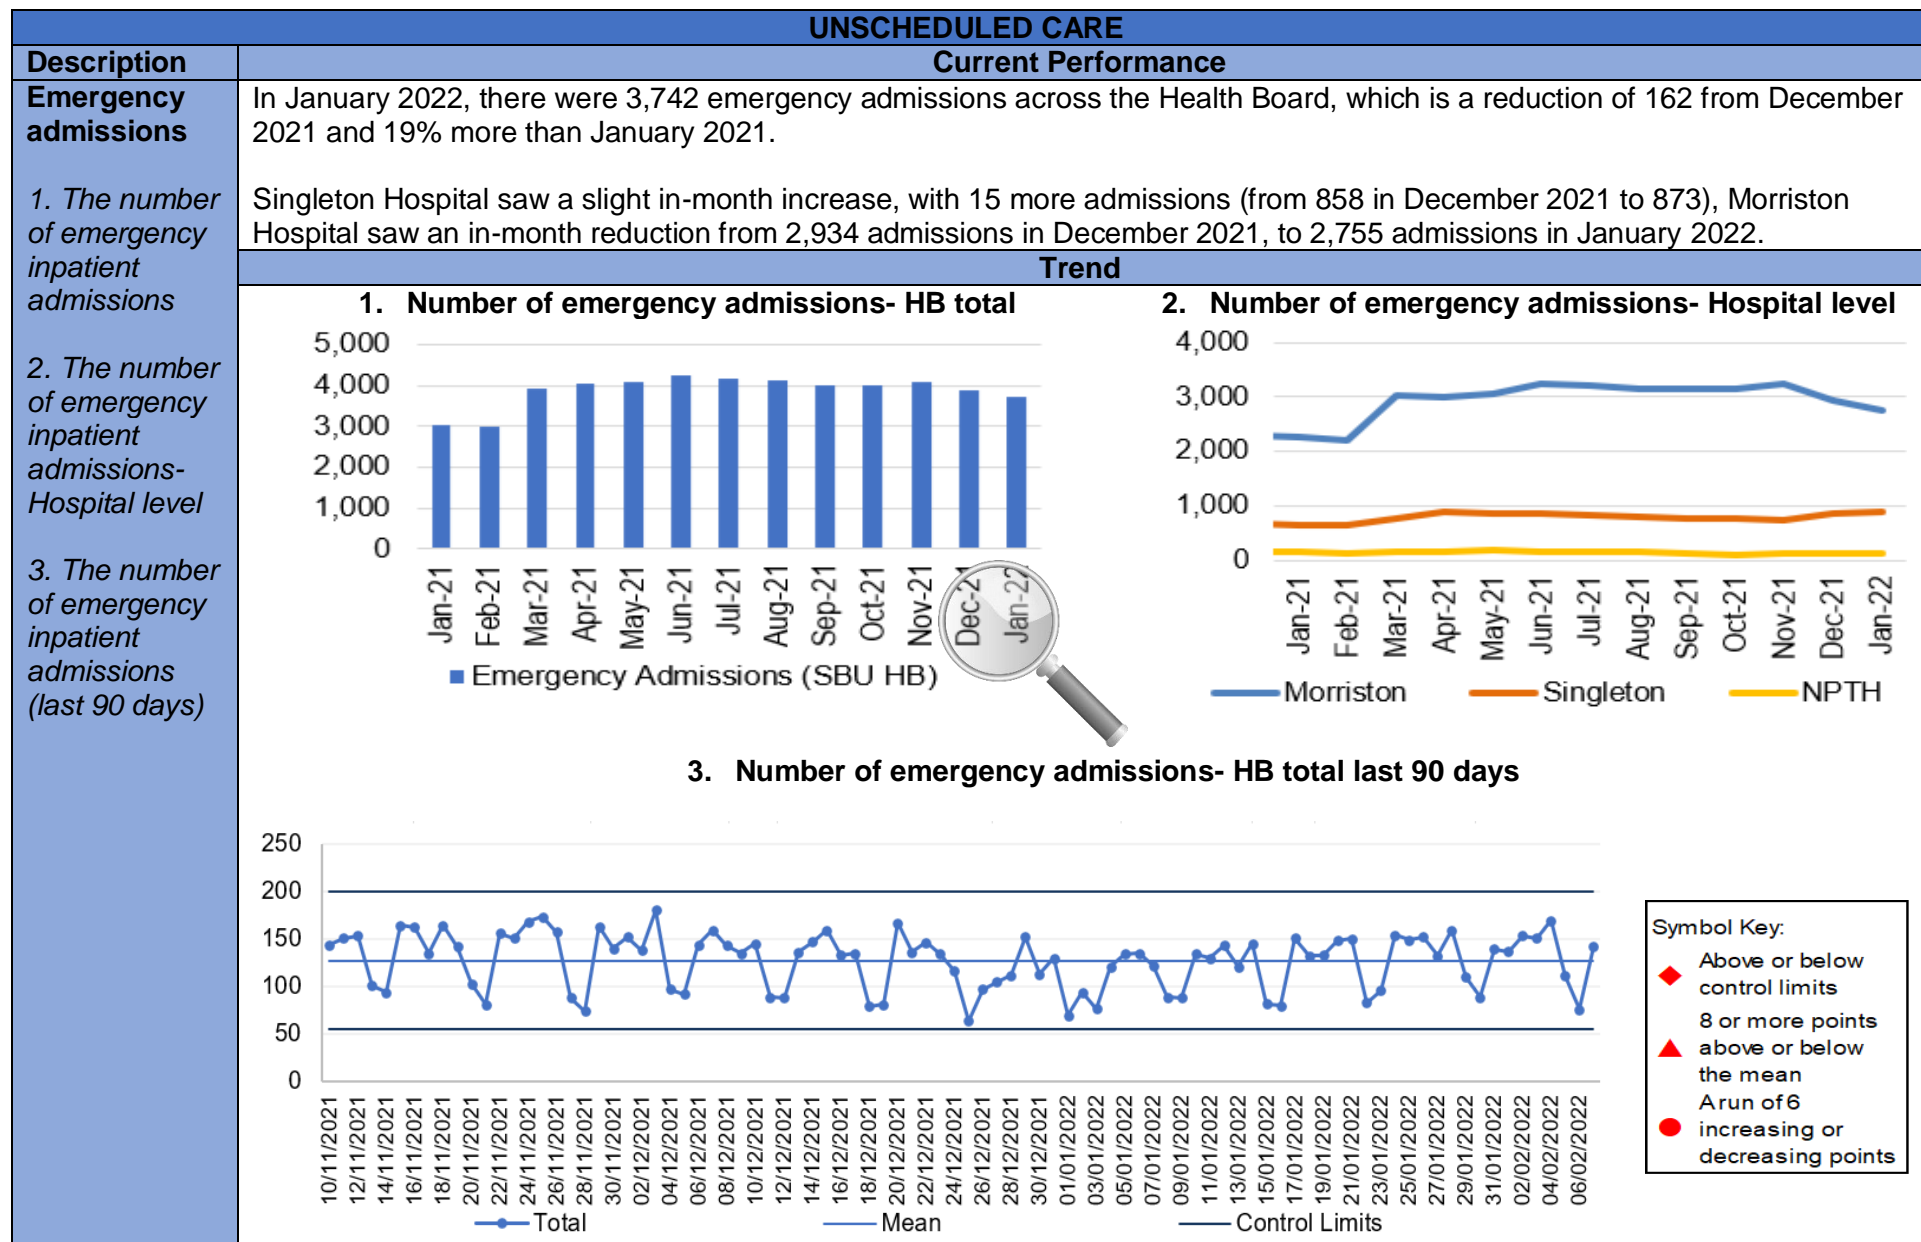 UNSCHEDULED CARE
Description
Current Performance
Emergency
admissions
1. The number
of emergency
inpatient
admissions
2. The number
of emergency
inpatient
admissions-
Hospital level
3. The number
of emergency
inpatient
admissions
(last 90 days)
In January 2022, there were 3,742 emergency admissions across the Health Board, which is a reduction of 162 from December
2021 and 19% more than January 2021.
Singleton Hospital saw a slight in-month increase, with 15 more admissions (from 858 in December 2021 to 873), Morriston
Hospital saw an in-month reduction from 2,934 admissions in December 2021, to 2,755 admissions in January 2022.
Trend
1. Number of emergency admissions- HB total
5,000
4,000
3,000
2,000
1,000
0
Jan-21
Feb-21
Mar-21
Apr-21
May-21
Jun-21
Jul-21
Aug-21
Sep-21
Oct-21
Nov-21
Dec-21
Jan-22
Emergency Admissions (SBU HB)
2. Number of emergency admissions- Hospital level
4,000
3,000
2,000
1,000
0
Jan-21
Feb-21
Mar-21
Apr-21
May-21
Jun-21
Jul-21
Aug-21
Sep-21
Oct-21
Nov-21
Dec-21
Jan-22
Morriston
Singleton
NPTH
3. Number of emergency admissions- HB total last 90 days
250
200
150
100
50
0
10/11/2021
12/11/2021
14/11/2021
16/11/2021
18/11/2021
20/11/2021
22/11/2021
24/11/2021
26/11/2021
28/11/2021
30/11/2021
02/12/2021
04/12/2021
06/12/2021
08/12/2021
10/12/2021
12/12/2021
14/12/2021
16/12/2021
18/12/2021
20/12/2021
22/12/2021
24/12/2021
26/12/2021
28/12/2021
30/12/2021
01/01/2022
03/01/2022
05/01/2022
07/01/2022
09/01/2022
11/01/2022
13/01/2022
15/01/2022
17/01/2022
19/01/2022
21/01/2022
23/01/2022
25/01/2022
27/01/2022
29/01/2022
31/01/2022
02/02/2022
04/02/2022
06/02/2022
Total
Mean
Control Limits
Symbol Key:
Above or below
control limits
8 or more points
above or below
the mean
A run of 6
increasing or
decreasing points